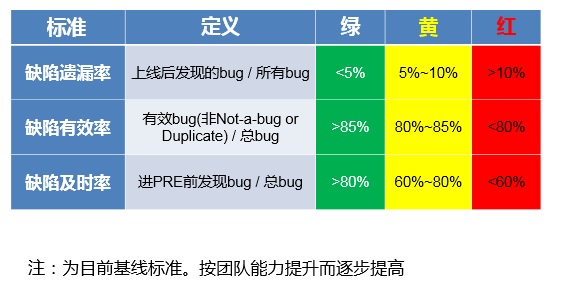 标准 定义 绿 黄 红
缺陷遗漏率 上线后发现的bug / 所有bug <5% 5%~10% >10%
缺陷有效率 有效bug(非Not-a-bug or
Duplicate) / 总bug >85% 80%~85% <80%
缺陷及时率 进PRE前发现bug / 总bug >80% 60%~80% <60%
注：为目前基线标准。按团队能力提升而逐步提高